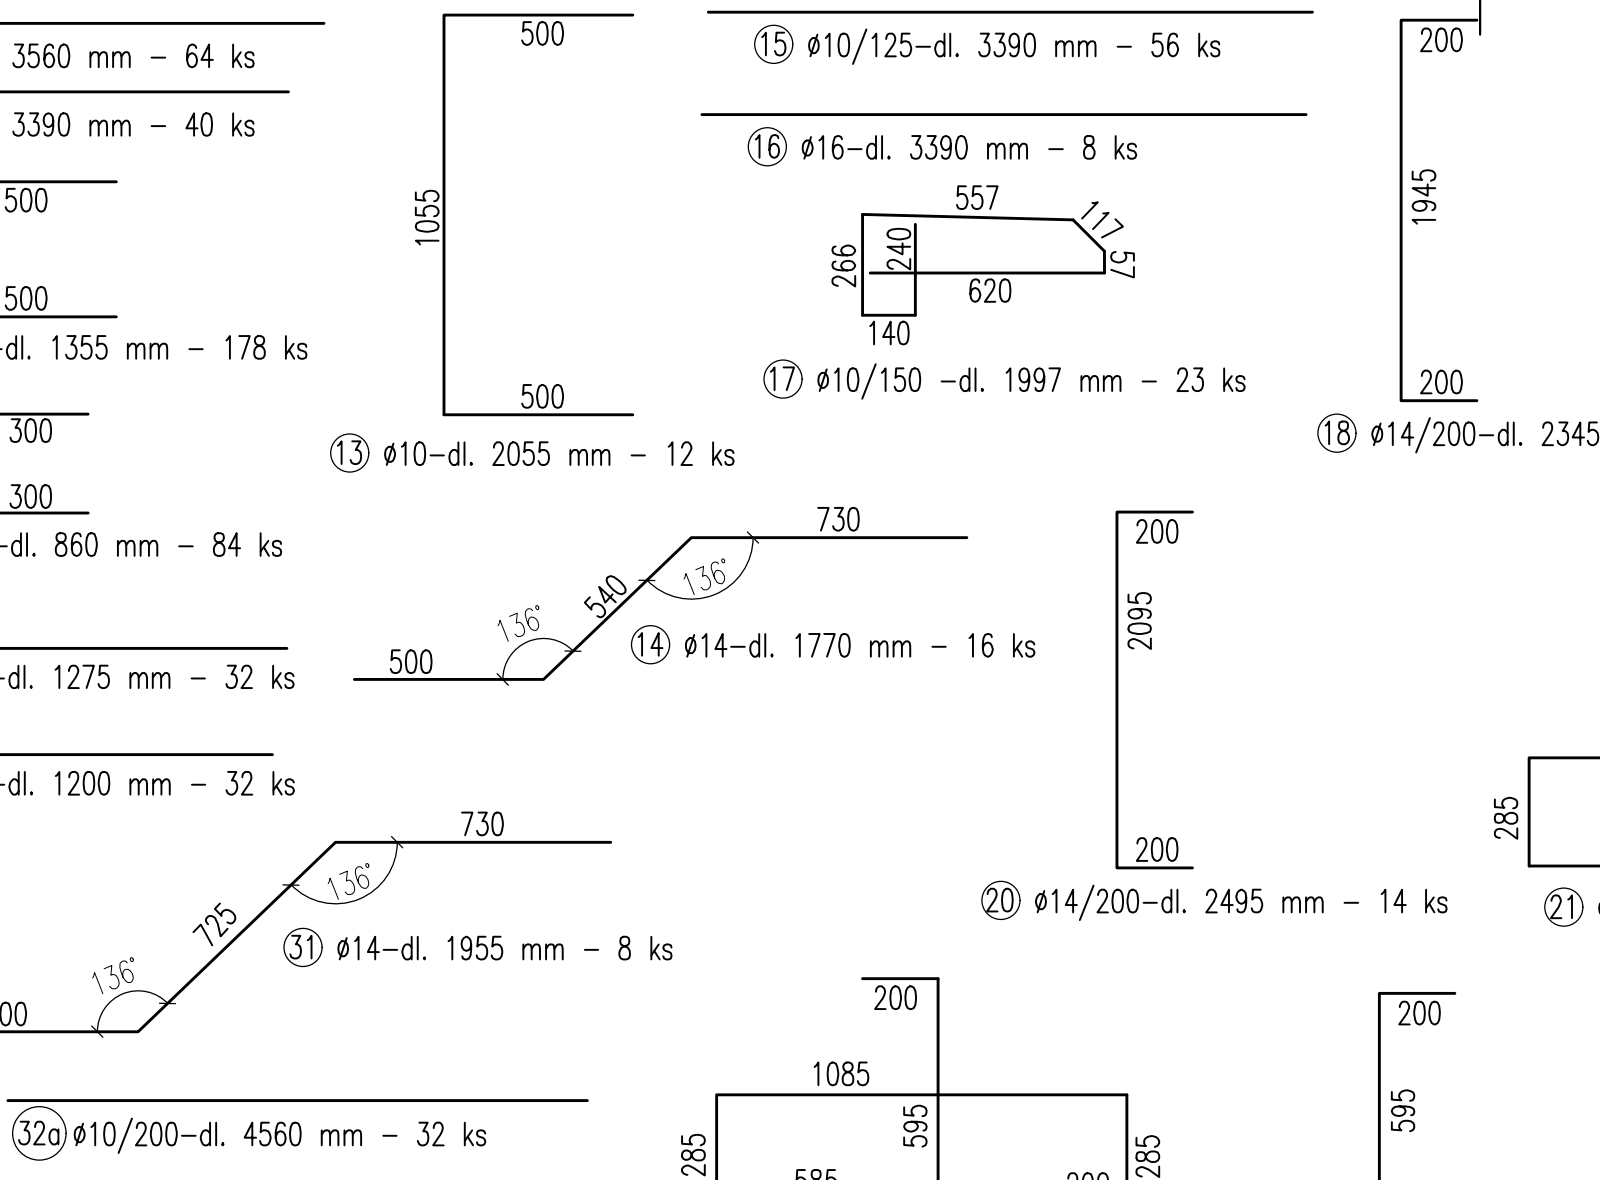 3560 mm – 64 ks
3390 mm – 40 ks
500
500
-dl. 1355 mm – 178 ks
300
300
-dl. 860 mm – 84 ks
-dl. 1275 mm – 32 ks
-dl. 1200 mm – 32 ks
500
1055
500
13 ø10-dl. 2055 mm – 12 ks
15 ø10/125-dl. 3390 mm – 56 ks
16 ø16-dl. 3390 mm – 8 ks
557
117
57
266
240
620
140
17 ø10/150 -dl. 1997 mm – 23 ks
200
1945
200
18 ø14/200-dl. 2345
730
136°
540
136°
500
14 ø14-dl. 1770 mm – 16 ks
200
2095
200
20 ø14/200-dl. 2495 mm – 14 ks
285
21
730
136°
725
136°
00
31 ø14-dl. 1955 mm – 8 ks
32a ø10/200-dl. 4560 mm – 32 ks
200
1085
595
285
285
585
200
595